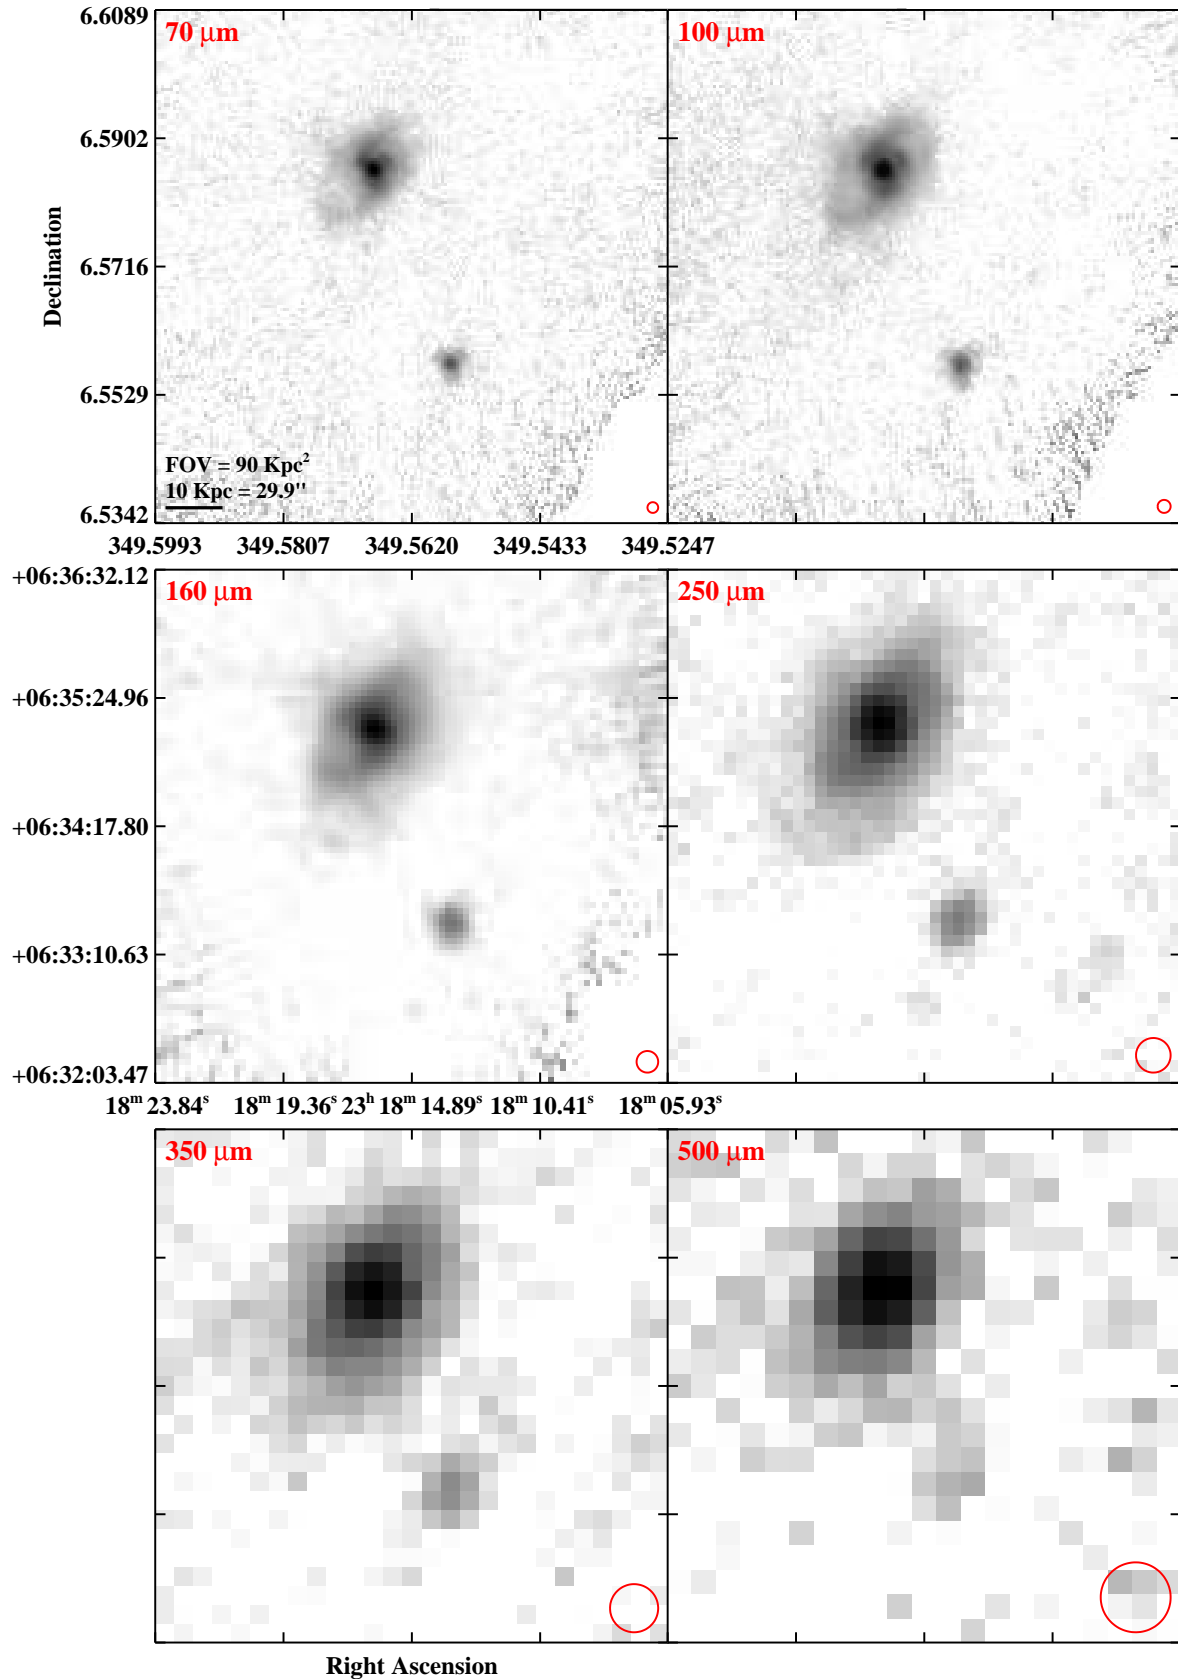 6.6089
70 μm
100 μm
6.5902
Declination
6.5716
6.5529
FOV = 90 Kpc²
10 Kpc = 29.9"
6.5342
349.5993 349.5807 349.5620 349.5433 349.5247
+06:36:32.12
160 μm
250 μm
+06:35:24.96
+06:34:17.80
+06:33:10.63
+06:32:03.47
18ᵐ 23.84ˢ 18ᵐ 19.36ˢ 23ʰ 18ᵐ 14.89ˢ 18ᵐ 10.41ˢ 18ᵐ 05.93ˢ
350 μm
500 μm
Right Ascension